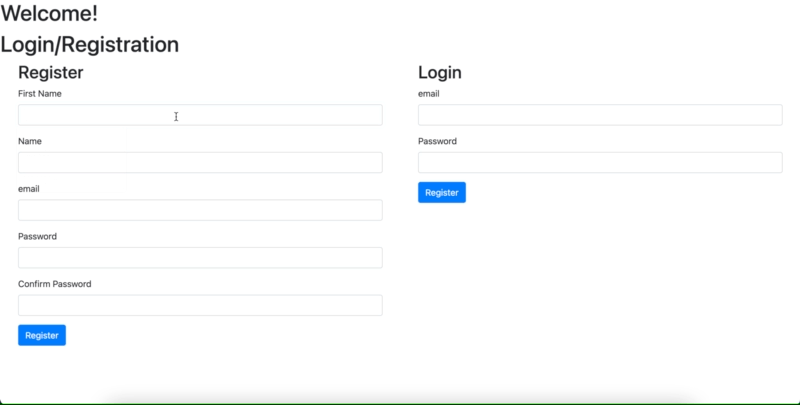 Welcome!
Login/Registration
Register
First Name
Name
email
Password
Confirm Password
Register
Login
email
Password
Register